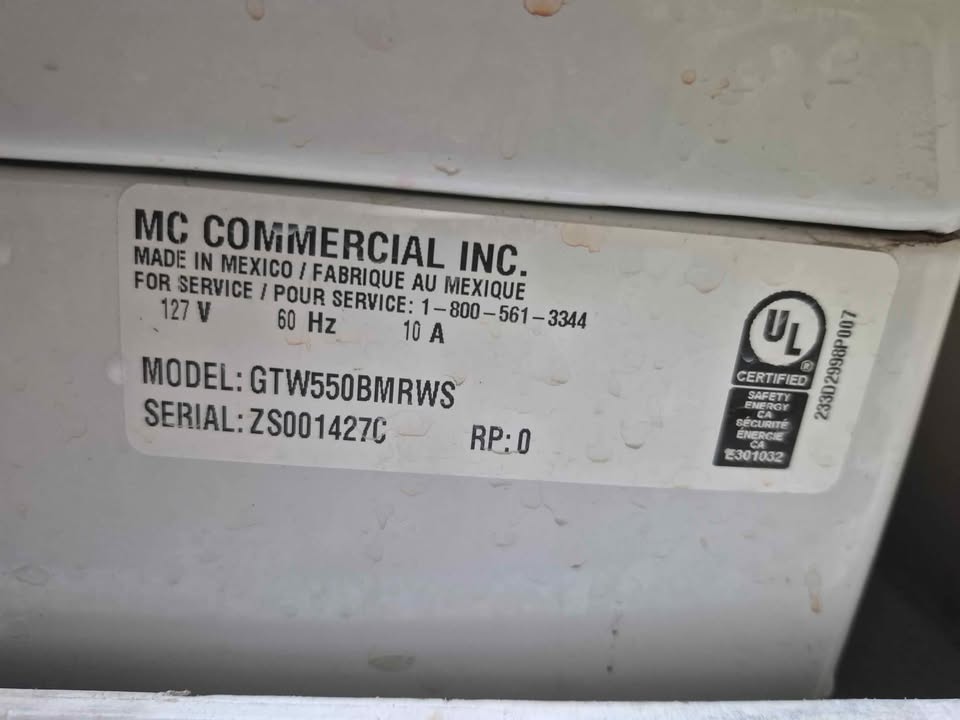 MC COMMERCIAL INC.
MADE IN MEXICO / FABRIQUE AU MEXIQUE
FOR SERVICE / POUR SERVICE: 1-800-561-3344
127 V 60 Hz 10 A
MODEL: GTW550BMRWS
SERIAL: ZS001427C RP: 0
UL ®
CERTIFIED
SAFETY
ENERGY
CA
SÉCURITÉ
ÉNERGIE
CA
E301032
233D2998P007